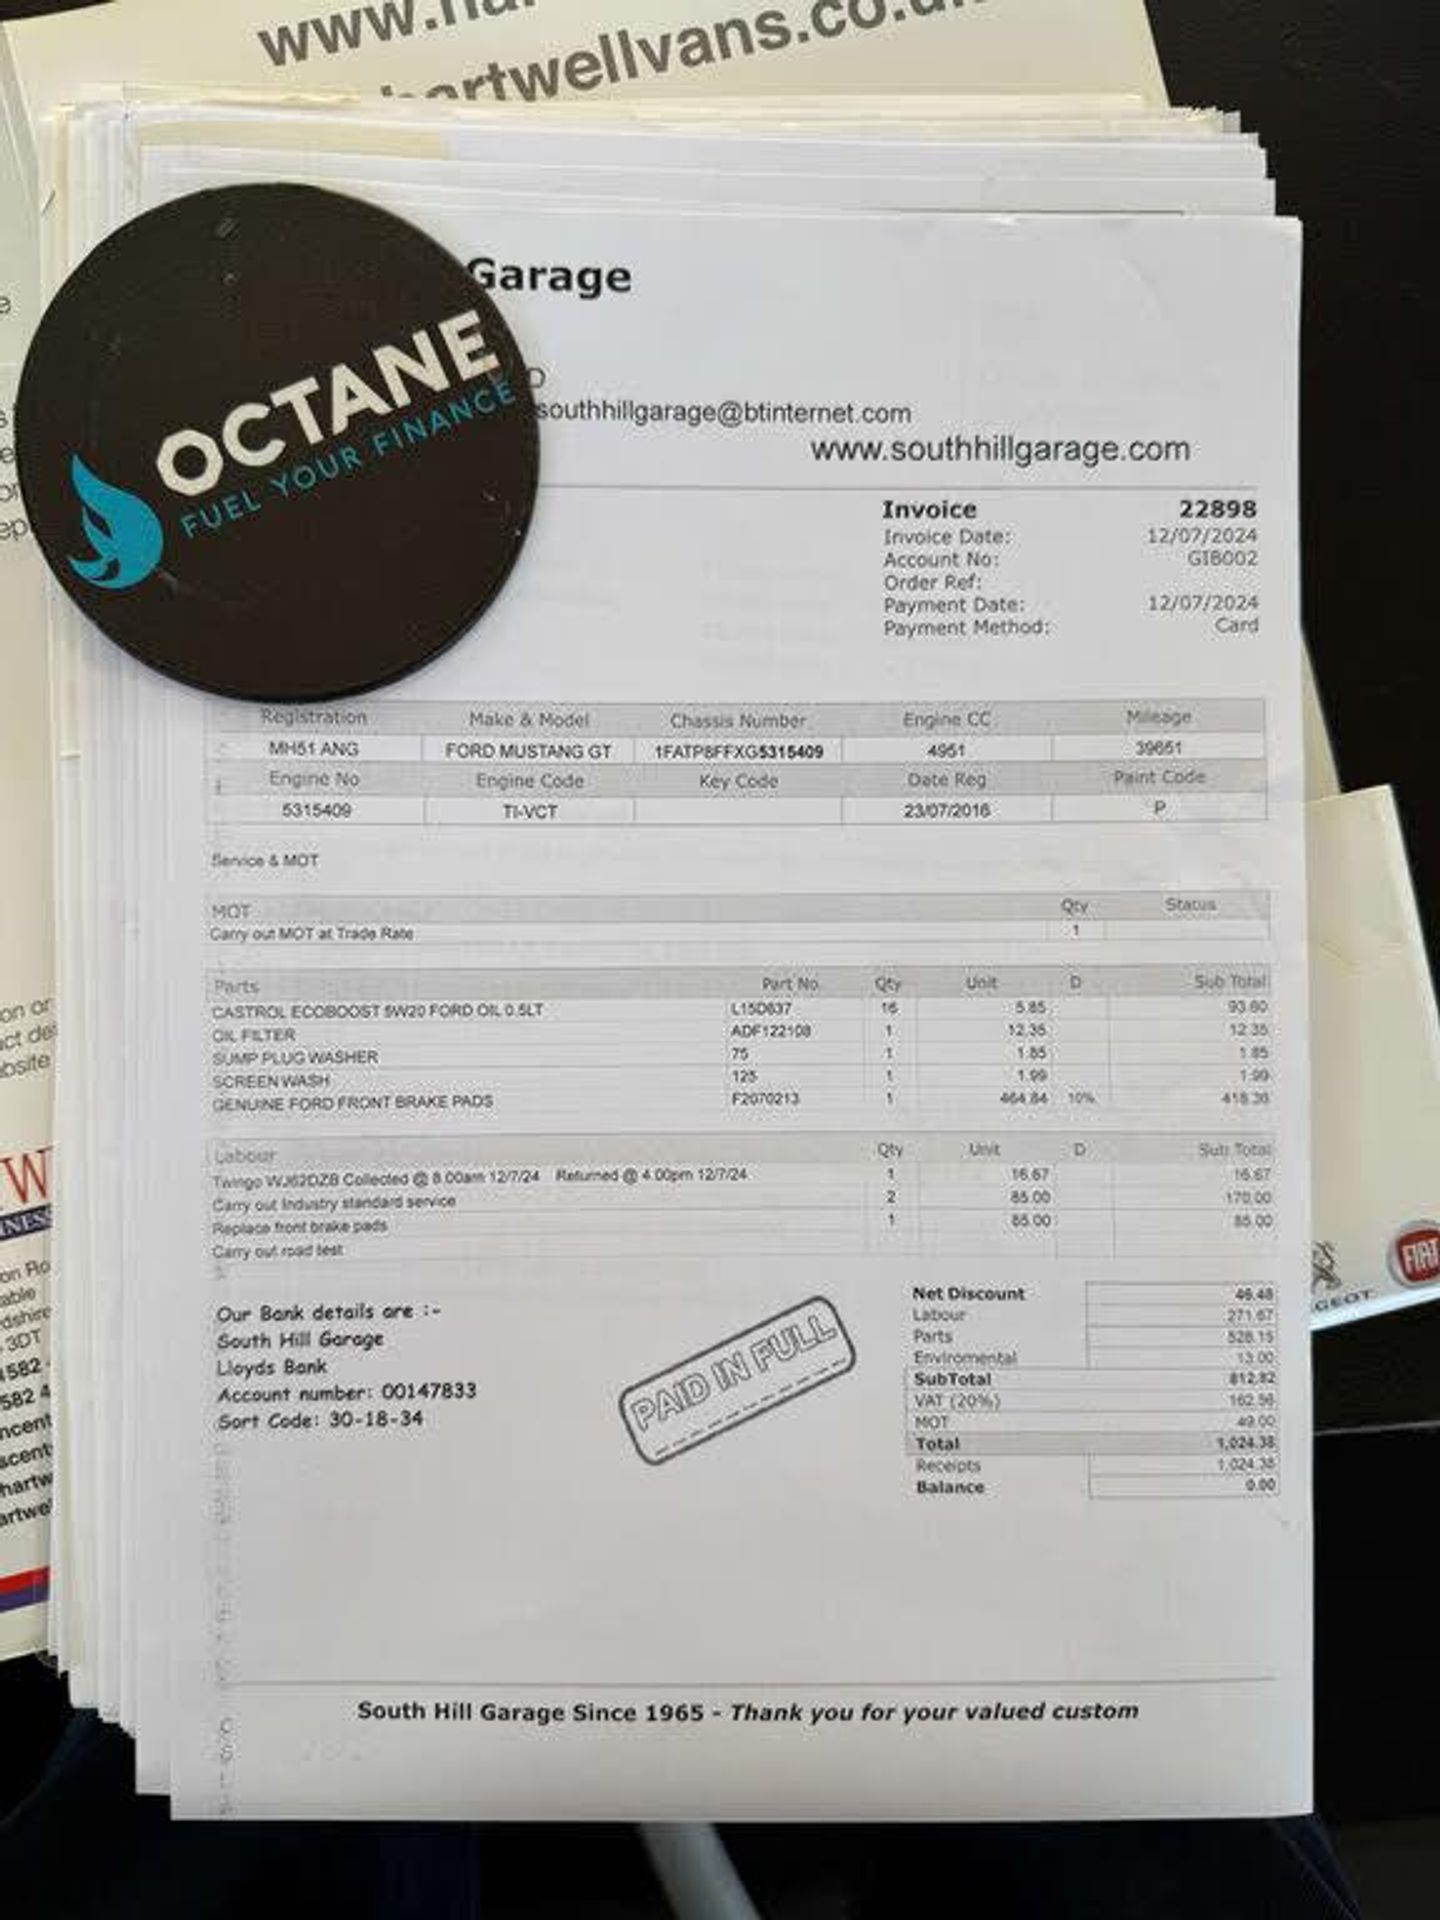 www.
hartwellvans.co.uk
Garage
OCTANE
FUEL YOUR FINANCE
southhillgarage@btinternet.com
www.southhillgarage.com
Invoice 22898
Invoice Date: 12/07/2024
Account No: GIB002
Order Ref:
Payment Date: 12/07/2024
Payment Method: Card
Registration Make & Model Chassis Number Engine CC Mileage
MH51 ANG FORD MUSTANG GT 1FATP8FFXG5315409 4951 39651
Engine No Engine Code Key Code Date Reg Paint Code
5315409 TI-VCT 23/07/2016 P
Service & MOT
MOT Qty Status
Carry out MOT at Trade Rate 1
Parts Part No Qty Unit D Sub Total
CASTROL ECOBOOST 5W20 FORD OIL 0.5LT L15D837 16 5.85 93.60
OIL FILTER ADF122108 1 12.35 12.35
SUMP PLUG WASHER 75 1 1.85 1.85
SCREEN WASH 125 1 1.99 1.99
GENUINE FORD FRONT BRAKE PADS F2070213 1 464.84 10% 418.36
Labour Qty Unit D Sub Total
Twingo WJ62DZB Collected @ 8.00am 12/7/24 Returned @ 4.00pm 12/7/24 1 16.67 16.67
Carry out Industry standard service 2 85.00 170.00
Replace front brake pads 1 85.00 85.00
Carry out road test
Our Bank details are :-
South Hill Garage
Lloyds Bank
Account number: 00147833
Sort Code: 30-18-34
PAID IN FULL
Net Discount 46.48
Labour 271.67
Parts 528.15
Enviromental 13.00
SubTotal 812.82
VAT (20%) 162.56
MOT 49.00
Total 1,024.38
Receipts 1,024.38
Balance 0.00
South Hill Garage Since 1965 - Thank you for your valued custom
FIAT